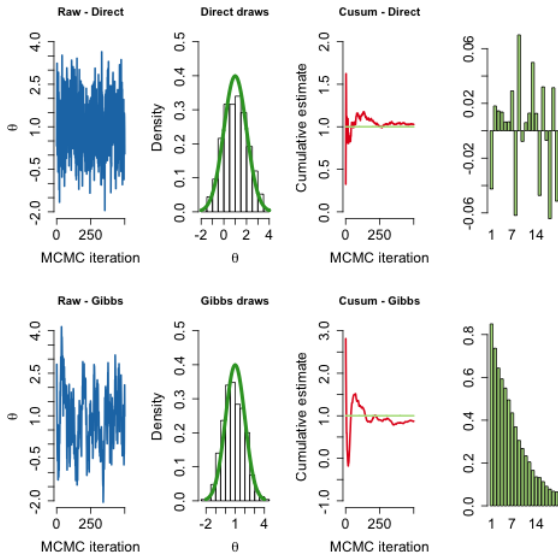 Raw - Direct
Direct draws
Cusum - Direct
θ
-2.0 -0.5 1.0 2.5 4.0
0 250
MCMC iteration
Density
0.0 0.1 0.2 0.3 0.4 0.5
-2 0 2 4
θ
Cumulative estimate
0.0 0.5 1.0 1.5 2.0
0 250
MCMC iteration
-0.06 -0.02 0.02 0.06
1 7 14
Raw - Gibbs
Gibbs draws
Cusum - Gibbs
θ
-2.0 -0.5 1.0 2.5 4.0
0 250
MCMC iteration
Density
0.0 0.1 0.2 0.3 0.4 0.5
-2 1 4
θ
Cumulative estimate
-1.0 0.0 1.0 2.0 3.0
0 250
MCMC iteration
0.0 0.2 0.4 0.6 0.8
1 7 14